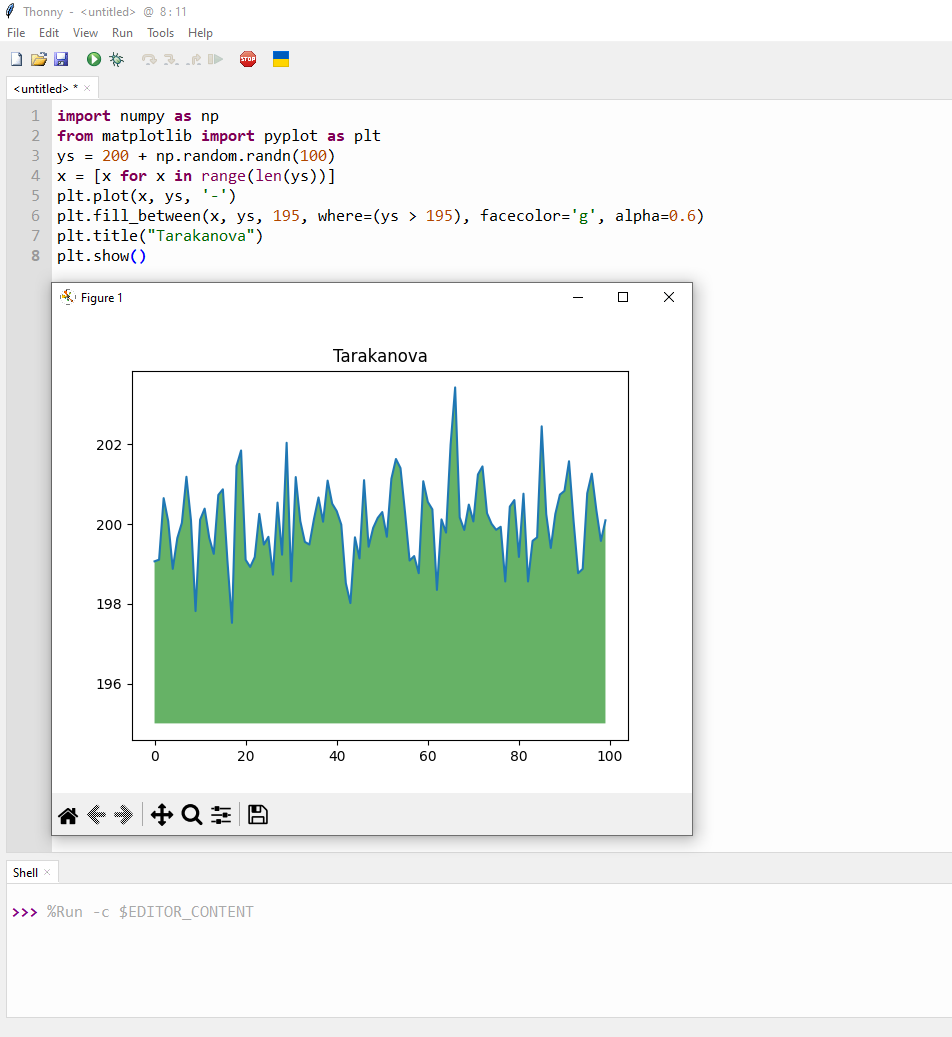 Thonny - <untitled> @ 8:11
File Edit View Run Tools Help
STOP
<untitled> * ×
1 import numpy as np
2 from matplotlib import pyplot as plt
3 ys = 200 + np.random.randn(100)
4 x = [x for x in range(len(ys))]
5 plt.plot(x, ys, '-')
6 plt.fill_between(x, ys, 195, where=(ys > 195), facecolor='g', alpha=0.6)
7 plt.title("Tarakanova")
8 plt.show()
Figure 1
Tarakanova
202
200
198
196
0 20 40 60 80 100
Shell ×
>>> %Run -c $EDITOR_CONTENT